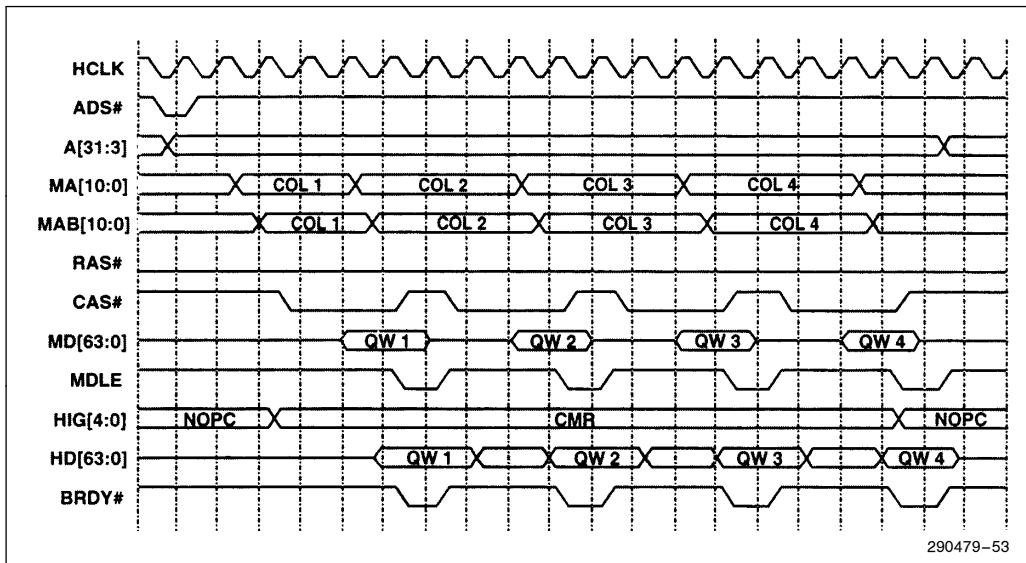 HCLK
ADS#
A[31:3]
MA[10:0] COL 1 COL 2 COL 3 COL 4
MAB[10:0] COL 1 COL 2 COL 3 COL 4
RAS#
CAS#
MD[63:0] QW 1 QW 2 QW 3 QW 4
MDLE
HIG[4:0] NOPC CMR NOPC
HD[63:0] QW 1 QW 2 QW 3 QW 4
BRDY#
290479–53